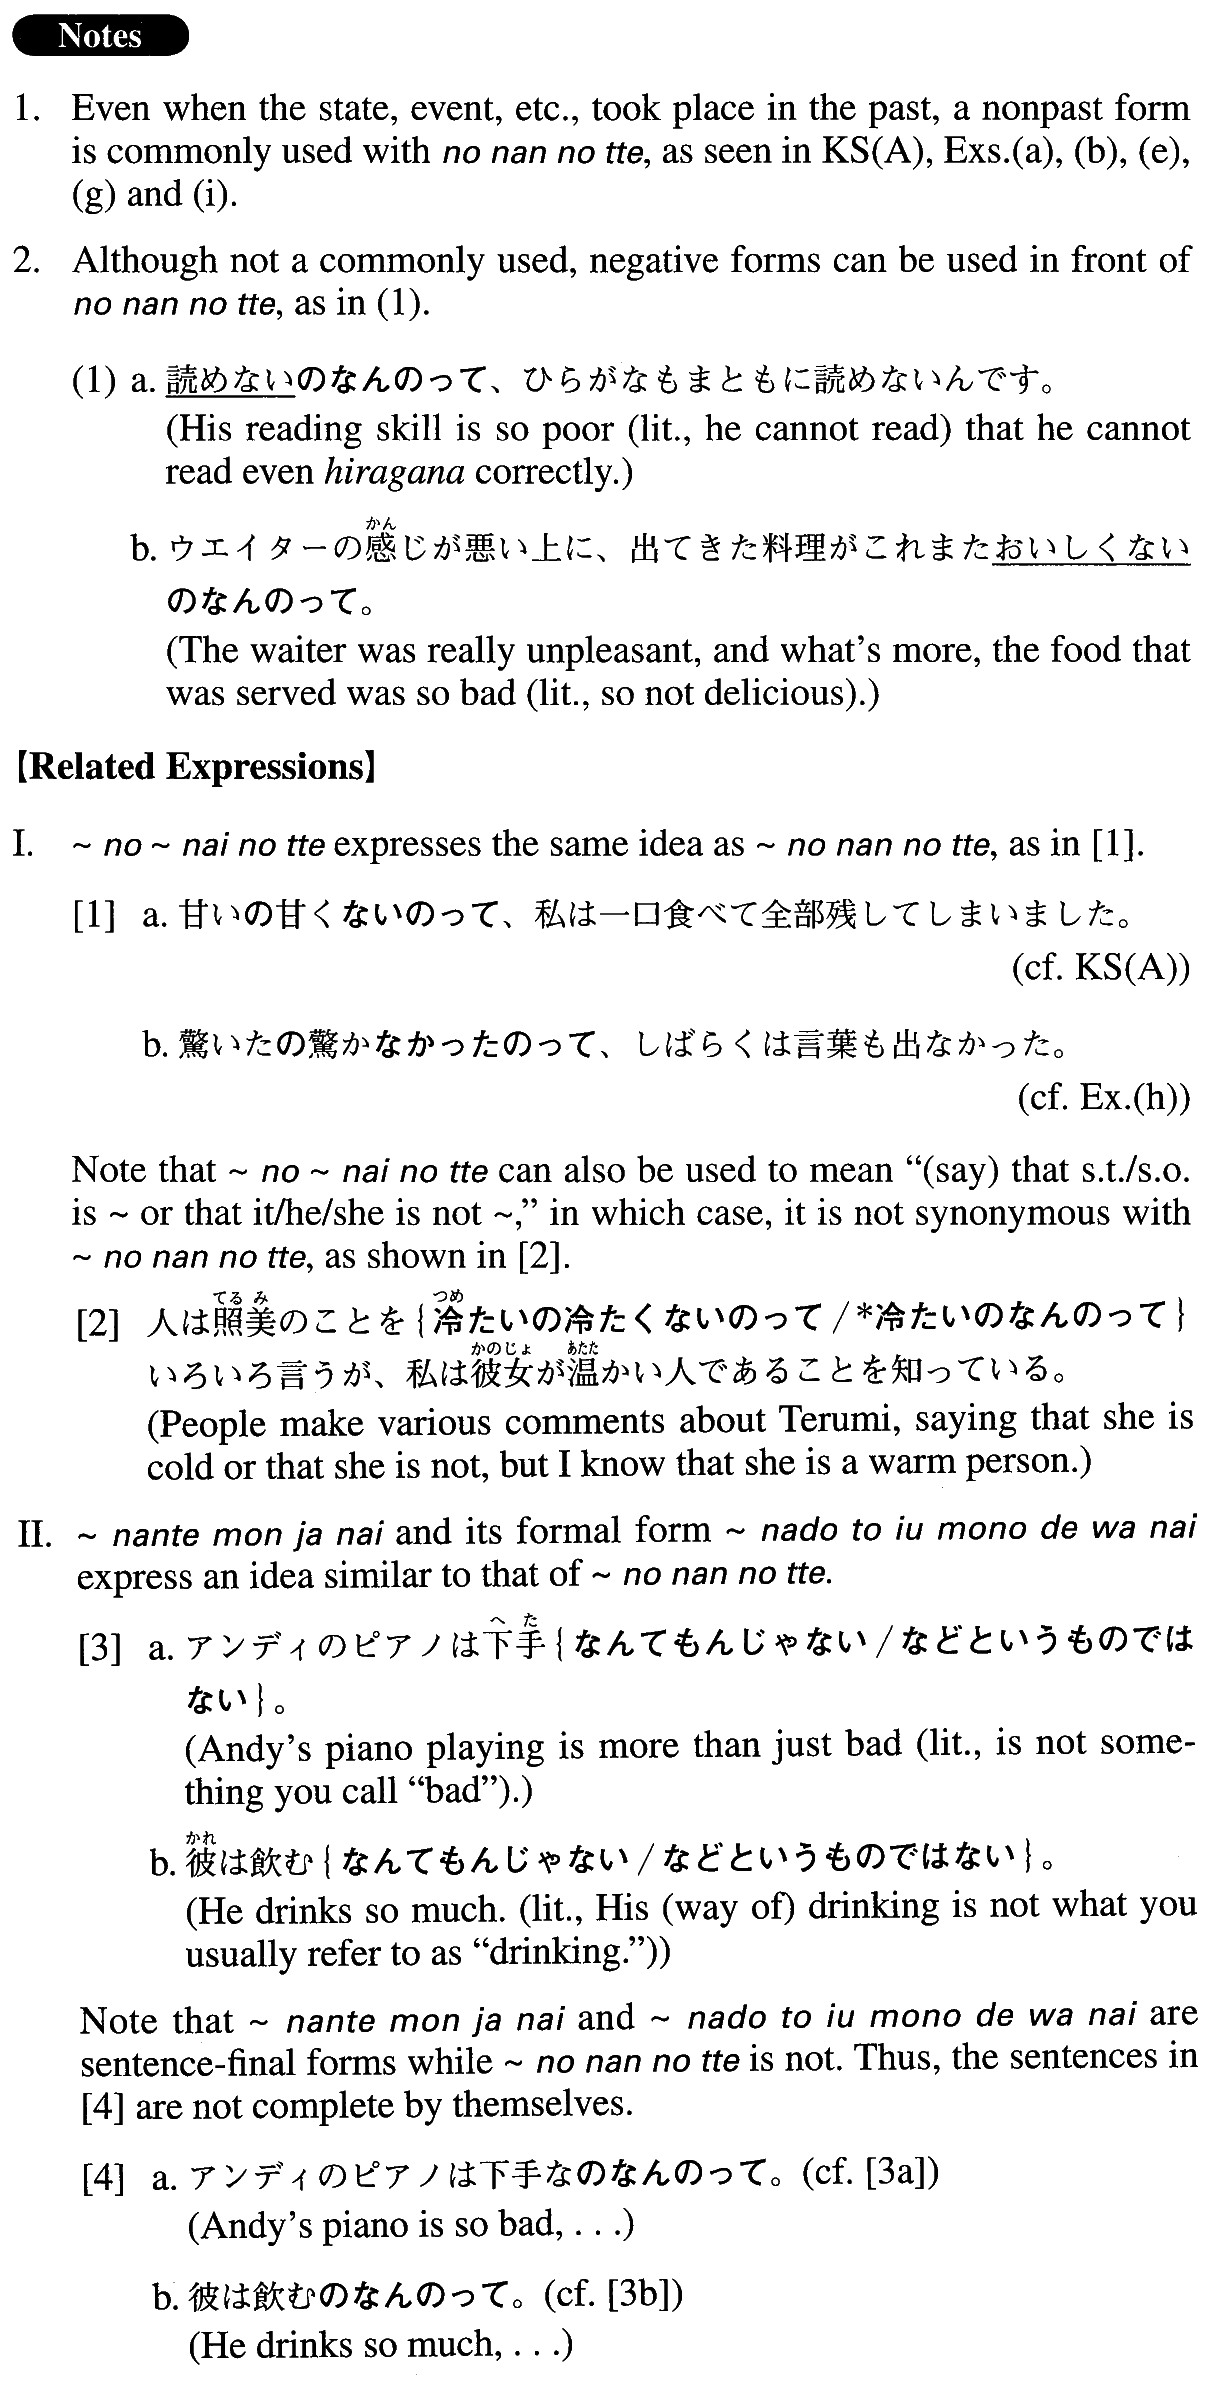 Notes
1. Even when the state, event, etc., took place in the past, a nonpast form
is commonly used with no nan no tte, as seen in KS(A), Exs.(a), (b), (e),
(g) and (i).
2. Although not a commonly used, negative forms can be used in front of
no nan no tte, as in (1).
(1) a. 読めないのなんのって、ひらがなもまともに読めないんです。
(His reading skill is so poor (lit., he cannot read) that he cannot
read even hiragana correctly.)
かん
b. ウエイターの感じが悪い上に、出てきた料理がこれまたおいしくない
のなんのって。
(The waiter was really unpleasant, and what's more, the food that
was served was so bad (lit., so not delicious).)
【Related Expressions】
I. ~ no ~ nai no tte expresses the same idea as ~ no nan no tte, as in [1].
[1] a. 甘いの甘くないのって、私は一口食べて全部残してしまいました。
(cf. KS(A))
b. 驚いたの驚かなかったのって、しばらくは言葉も出なかった。
(cf. Ex.(h))
Note that ~ no ~ nai no tte can also be used to mean “(say) that s.t./s.o.
is ~ or that it/he/she is not ~,” in which case, it is not synonymous with
~ no nan no tte, as shown in [2].
てる み つめ
[2] 人は照美のことを{冷たいの冷たくないのって/*冷たいのなんのって}
かのじょ あたた
いろいろ言うが、私は彼女が温かい人であることを知っている。
(People make various comments about Terumi, saying that she is
cold or that she is not, but I know that she is a warm person.)
II. ~ nante mon ja nai and its formal form ~ nado to iu mono de wa nai
express an idea similar to that of ~ no nan no tte.
へ た
[3] a. アンディのピアノは下手{なんてもんじゃない/などというものでは
ない}。
(Andy's piano playing is more than just bad (lit., is not some-
thing you call “bad”).)
かれ
b. 彼は飲む{なんてもんじゃない/などというものではない}。
(He drinks so much. (lit., His (way of) drinking is not what you
usually refer to as “drinking.”))
Note that ~ nante mon ja nai and ~ nado to iu mono de wa nai are
sentence-final forms while ~ no nan no tte is not. Thus, the sentences in
[4] are not complete by themselves.
[4] a. アンディのピアノは下手なのなんのって。(cf. [3a])
(Andy's piano is so bad, . . .)
b. 彼は飲むのなんのって。(cf. [3b])
(He drinks so much, . . .)